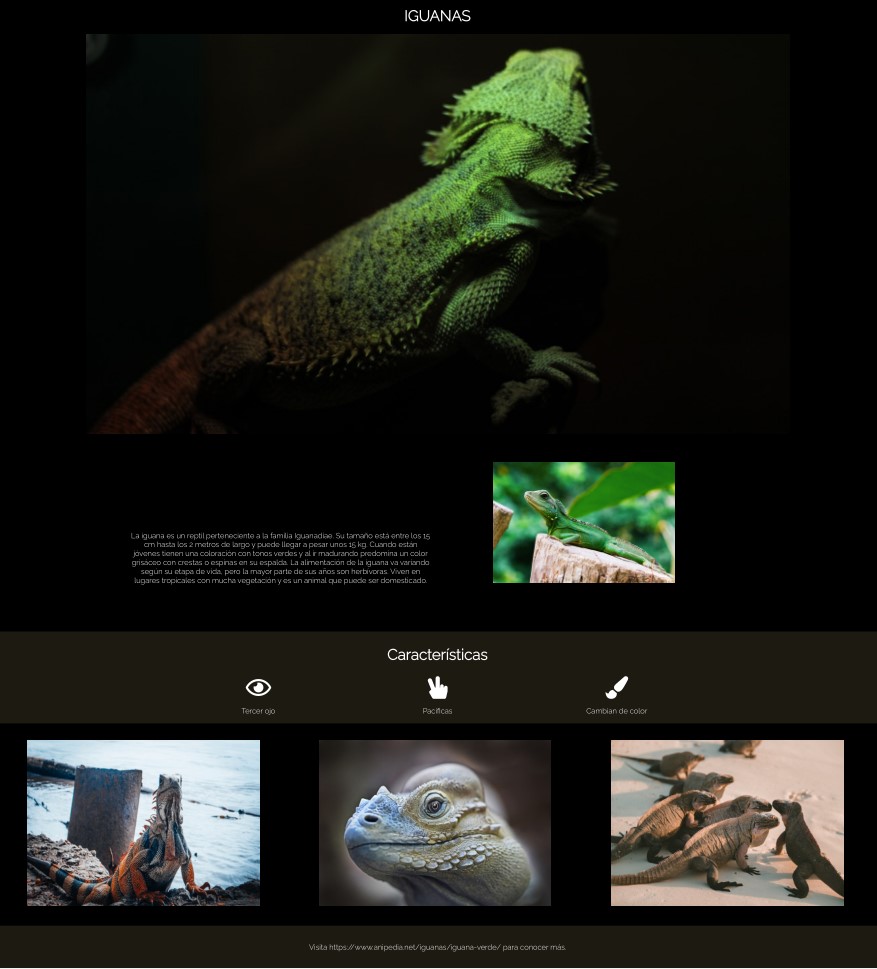 IGUANAS
La iguana es un reptil perteneciente a la familia Iguanadiae. Su tamaño está entre los 15
cm hasta los 2 metros de largo y puede llegar a pesar unos 15 kg. Cuando están
jóvenes tienen una coloración con tonos verdes y al ir madurando predomina un color
grisáceo con crestas o espinas en su espalda. La alimentación de la iguana va variando
según su etapa de vida, pero la mayor parte de sus años son herbívoras. Viven en
lugares tropicales con mucha vegetación y es un animal que puede ser domesticado.
Características
Tercer ojo
Pacíficas
Cambian de color
Visita https://www.anipedia.net/iguanas/iguana-verde/ para conocer más.